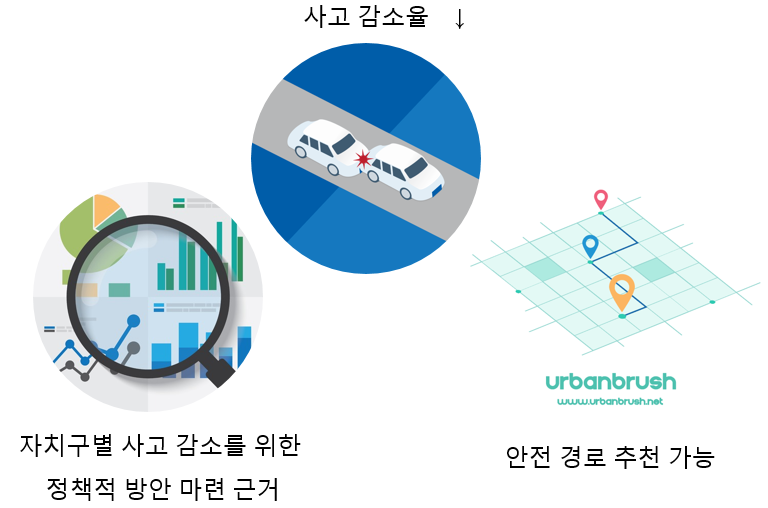 사고 감소율 ↓
urbanbrush
www.urbanbrush.net
자치구별 사고 감소를 위한
정책적 방안 마련 근거
안전 경로 추천 가능